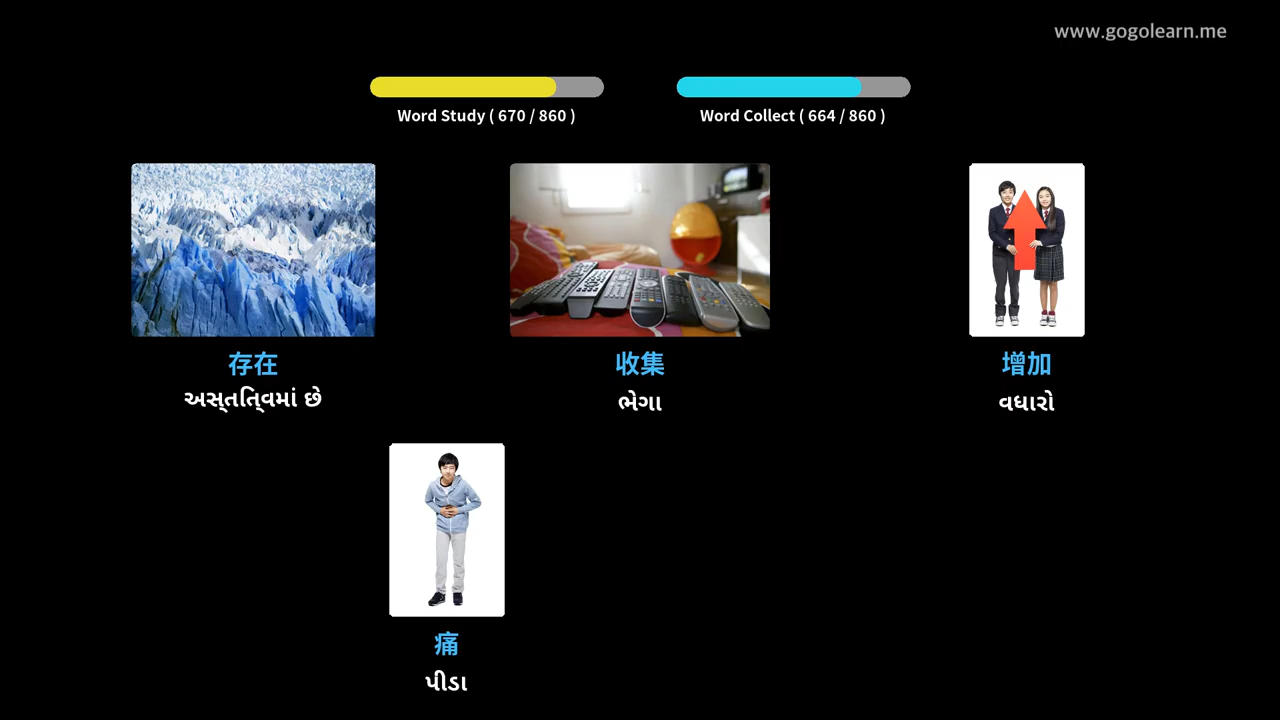 www.gogolearn.me
Word Study ( 670 / 860 )
Word Collect ( 664 / 860 )
存在
અસ્તિત્વમાં છે
收集
ભેગા
增加
વધારો
痛
પીડા